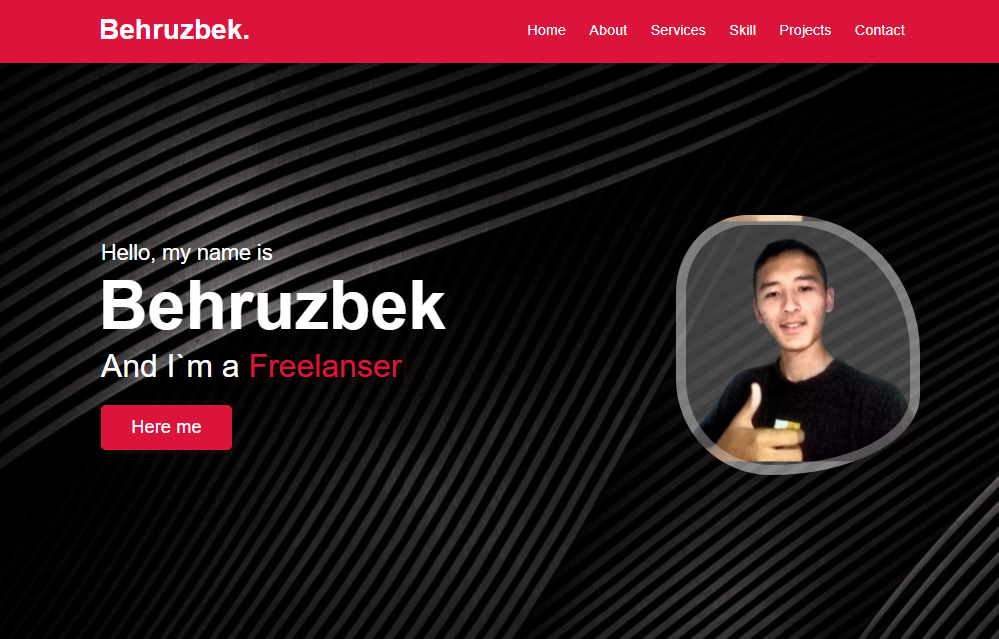 Behruzbek.
Home About Services Skill Projects Contact
Hello, my name is
Behruzbek
And I`m a Freelanser
Here me